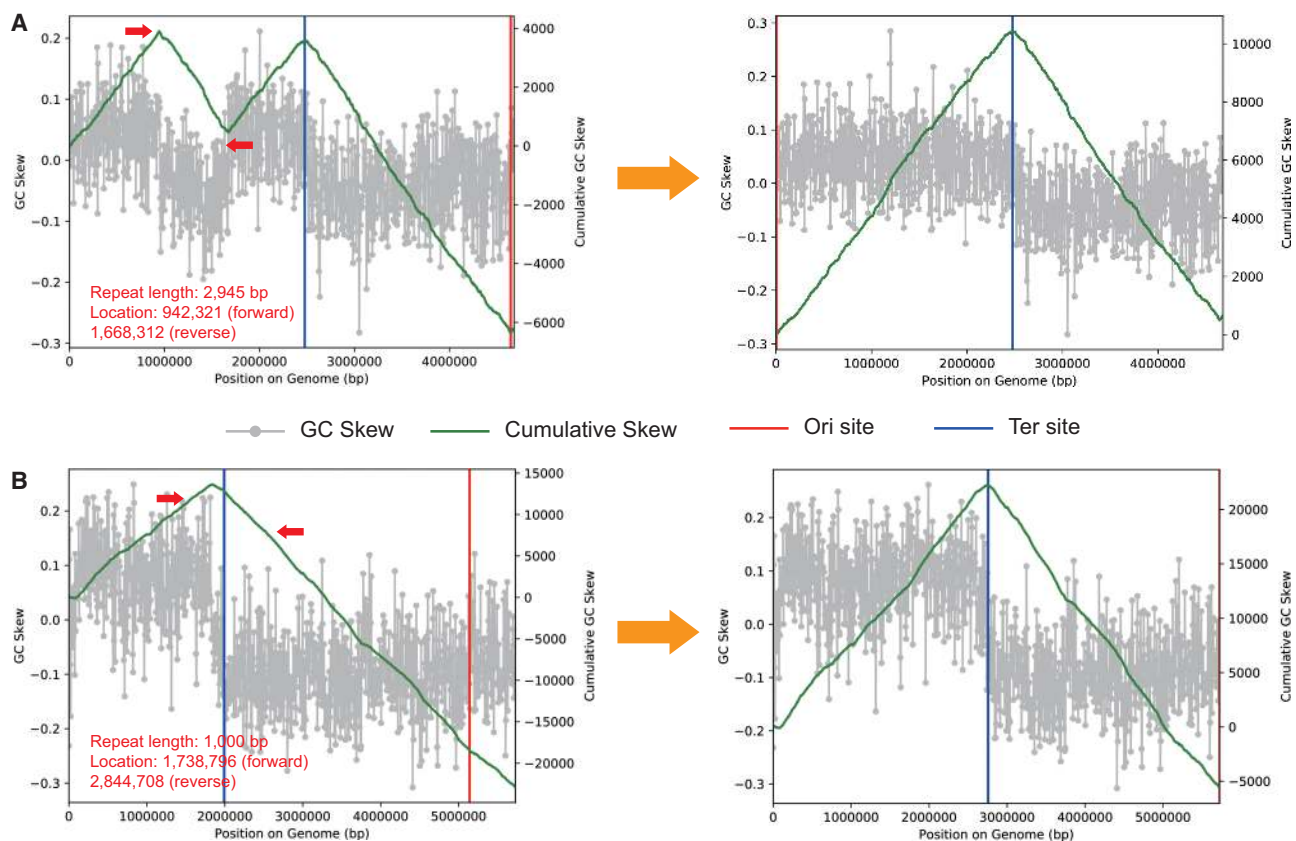 A
0.2
0.1
0.0
−0.1
−0.2
−0.3
GC Skew
4000
2000
0
−2000
−4000
−6000
Cumulative GC Skew
Repeat length: 2,945 bp
Location: 942,321 (forward)
1,668,312 (reverse)
0 1000000 2000000 3000000 4000000
Position on Genome (bp)
0.3
0.2
0.1
0.0
−0.1
−0.2
−0.3
GC Skew
10000
8000
6000
4000
2000
0
Cumulative GC Skew
0 1000000 2000000 3000000 4000000
Position on Genome (bp)
GC Skew Cumulative Skew Ori site Ter site
B
0.2
0.1
0.0
−0.1
−0.2
−0.3
GC Skew
15000
10000
5000
0
−5000
−10000
−15000
−20000
Cumulative GC Skew
Repeat length: 1,000 bp
Location: 1,738,796 (forward)
2,844,708 (reverse)
0 1000000 2000000 3000000 4000000 5000000
Position on Genome (bp)
0.2
0.1
0.0
−0.1
−0.2
−0.3
GC Skew
20000
15000
10000
5000
0
−5000
Cumulative GC Skew
0 1000000 2000000 3000000 4000000 5000000
Position on Genome (bp)